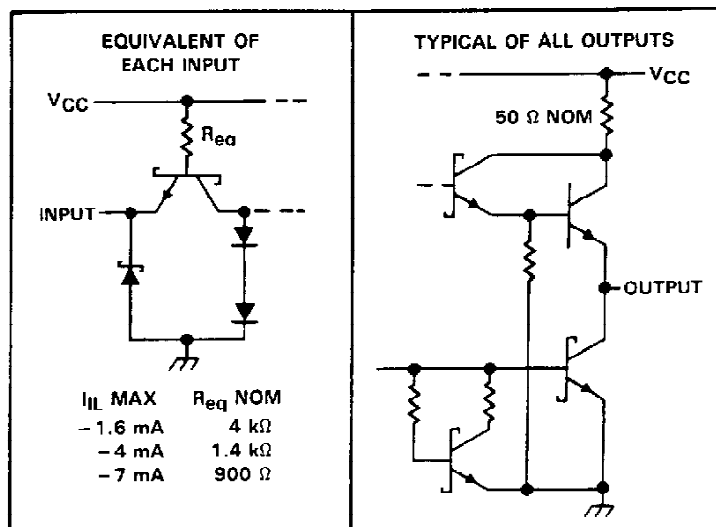 EQUIVALENT OF
EACH INPUT
VCC
Req
INPUT
IIL MAX Req NOM
−1.6 mA 4 kΩ
−4 mA 1.4 kΩ
−7 mA 900 Ω
TYPICAL OF ALL OUTPUTS
VCC
50 Ω NOM
OUTPUT